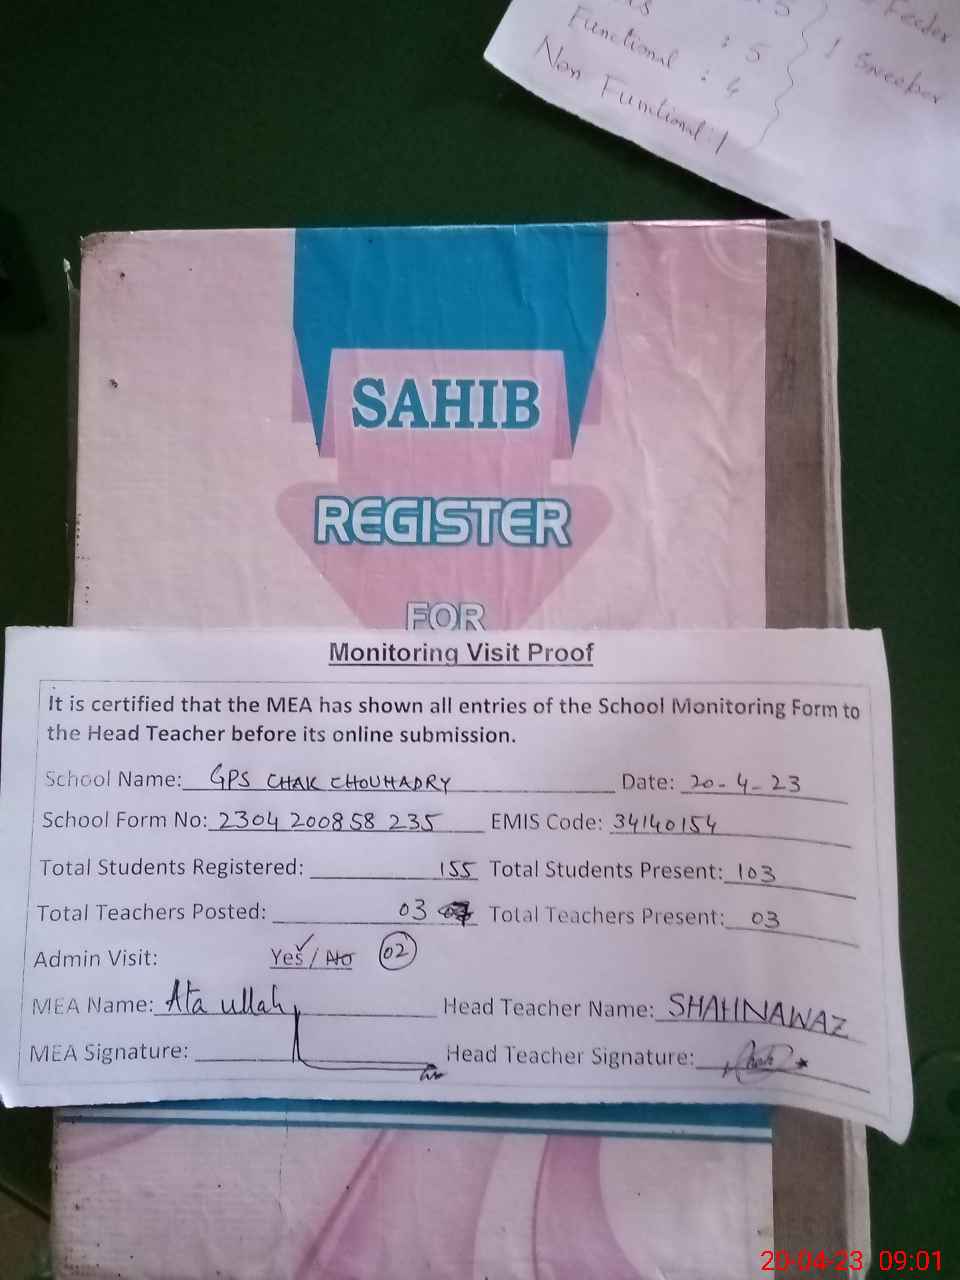 3
Feeder
Functional : 5
1 Sweeper
: 4
Non Functional : 1
SAHIB
REGISTER
FOR
Monitoring Visit Proof
It is certified that the MEA has shown all entries of the School Monitoring Form to
the Head Teacher before its online submission.
School Name: GPS CHAK CHOUHADRY Date: 20-4-23
School Form No: 2304 200858 235 EMIS Code: 34140154
Total Students Registered: 155 Total Students Present: 103
Total Teachers Posted: 03 Total Teachers Present: 03
Admin Visit: Yes / No 02
MEA Name: Ata ullah Head Teacher Name: SHAHNAWAZ
MEA Signature: Head Teacher Signature:
20-04-23 09:01